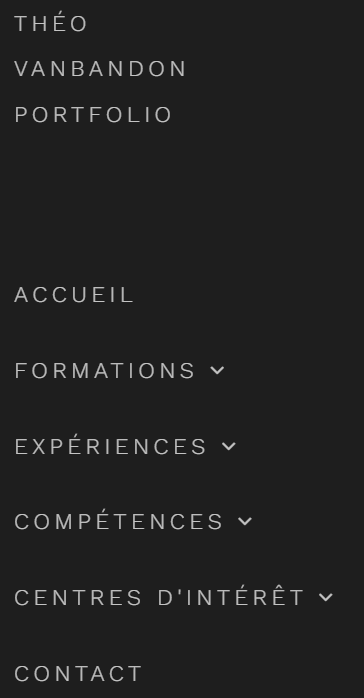 THÉO
VANBANDON
PORTFOLIO
ACCUEIL
FORMATIONS
EXPÉRIENCES
COMPÉTENCES
CENTRES D'INTÉRÊT
CONTACT